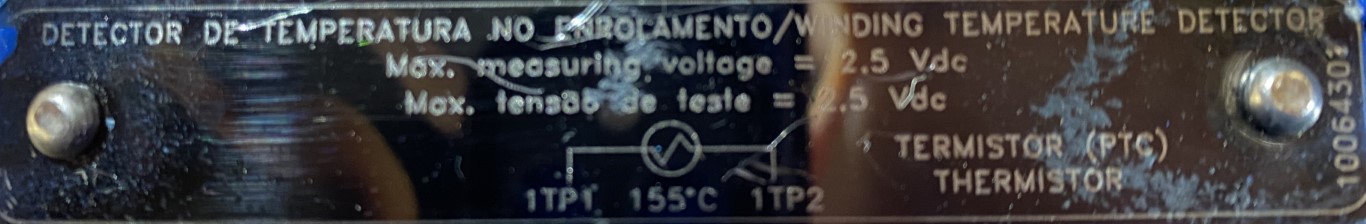 DETECTOR DE TEMPERATURA NO ENROLAMENTO/WINDING TEMPERATURE DETECTOR
Max. measuring voltage = 2.5 Vdc
Max. tensão de teste = 2.5 Vdc
TERMISTOR (PTC)
THERMISTOR
1TP1 155°C 1TP2